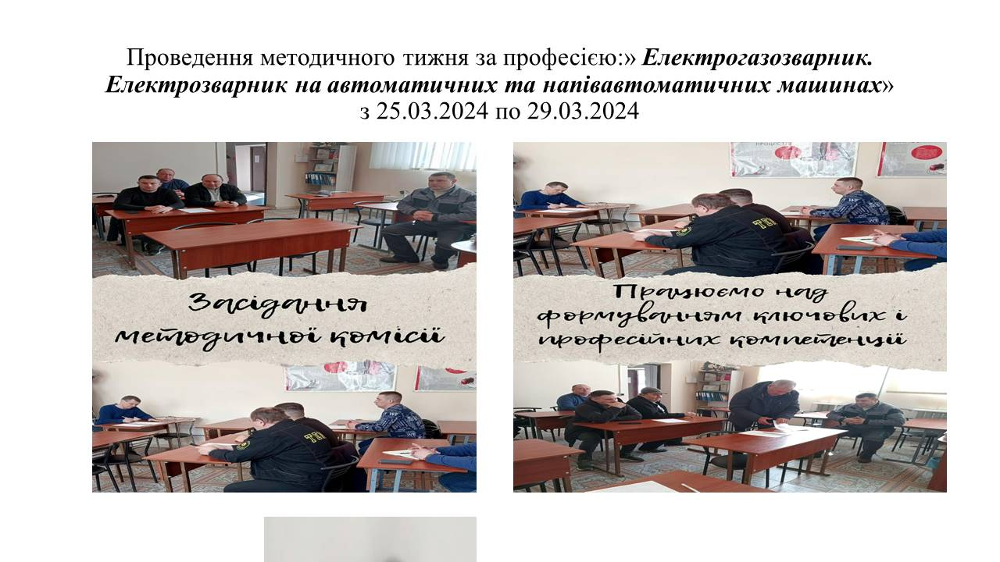 Проведення методичного тижня за професією:» Електрогазозварник.
Електрозварник на автоматичних та напівавтоматичних машинах»
з 25.03.2024 по 29.03.2024
Засідання
методичної комісії
Працюємо над
формуванням ключових і
професійних компетенції